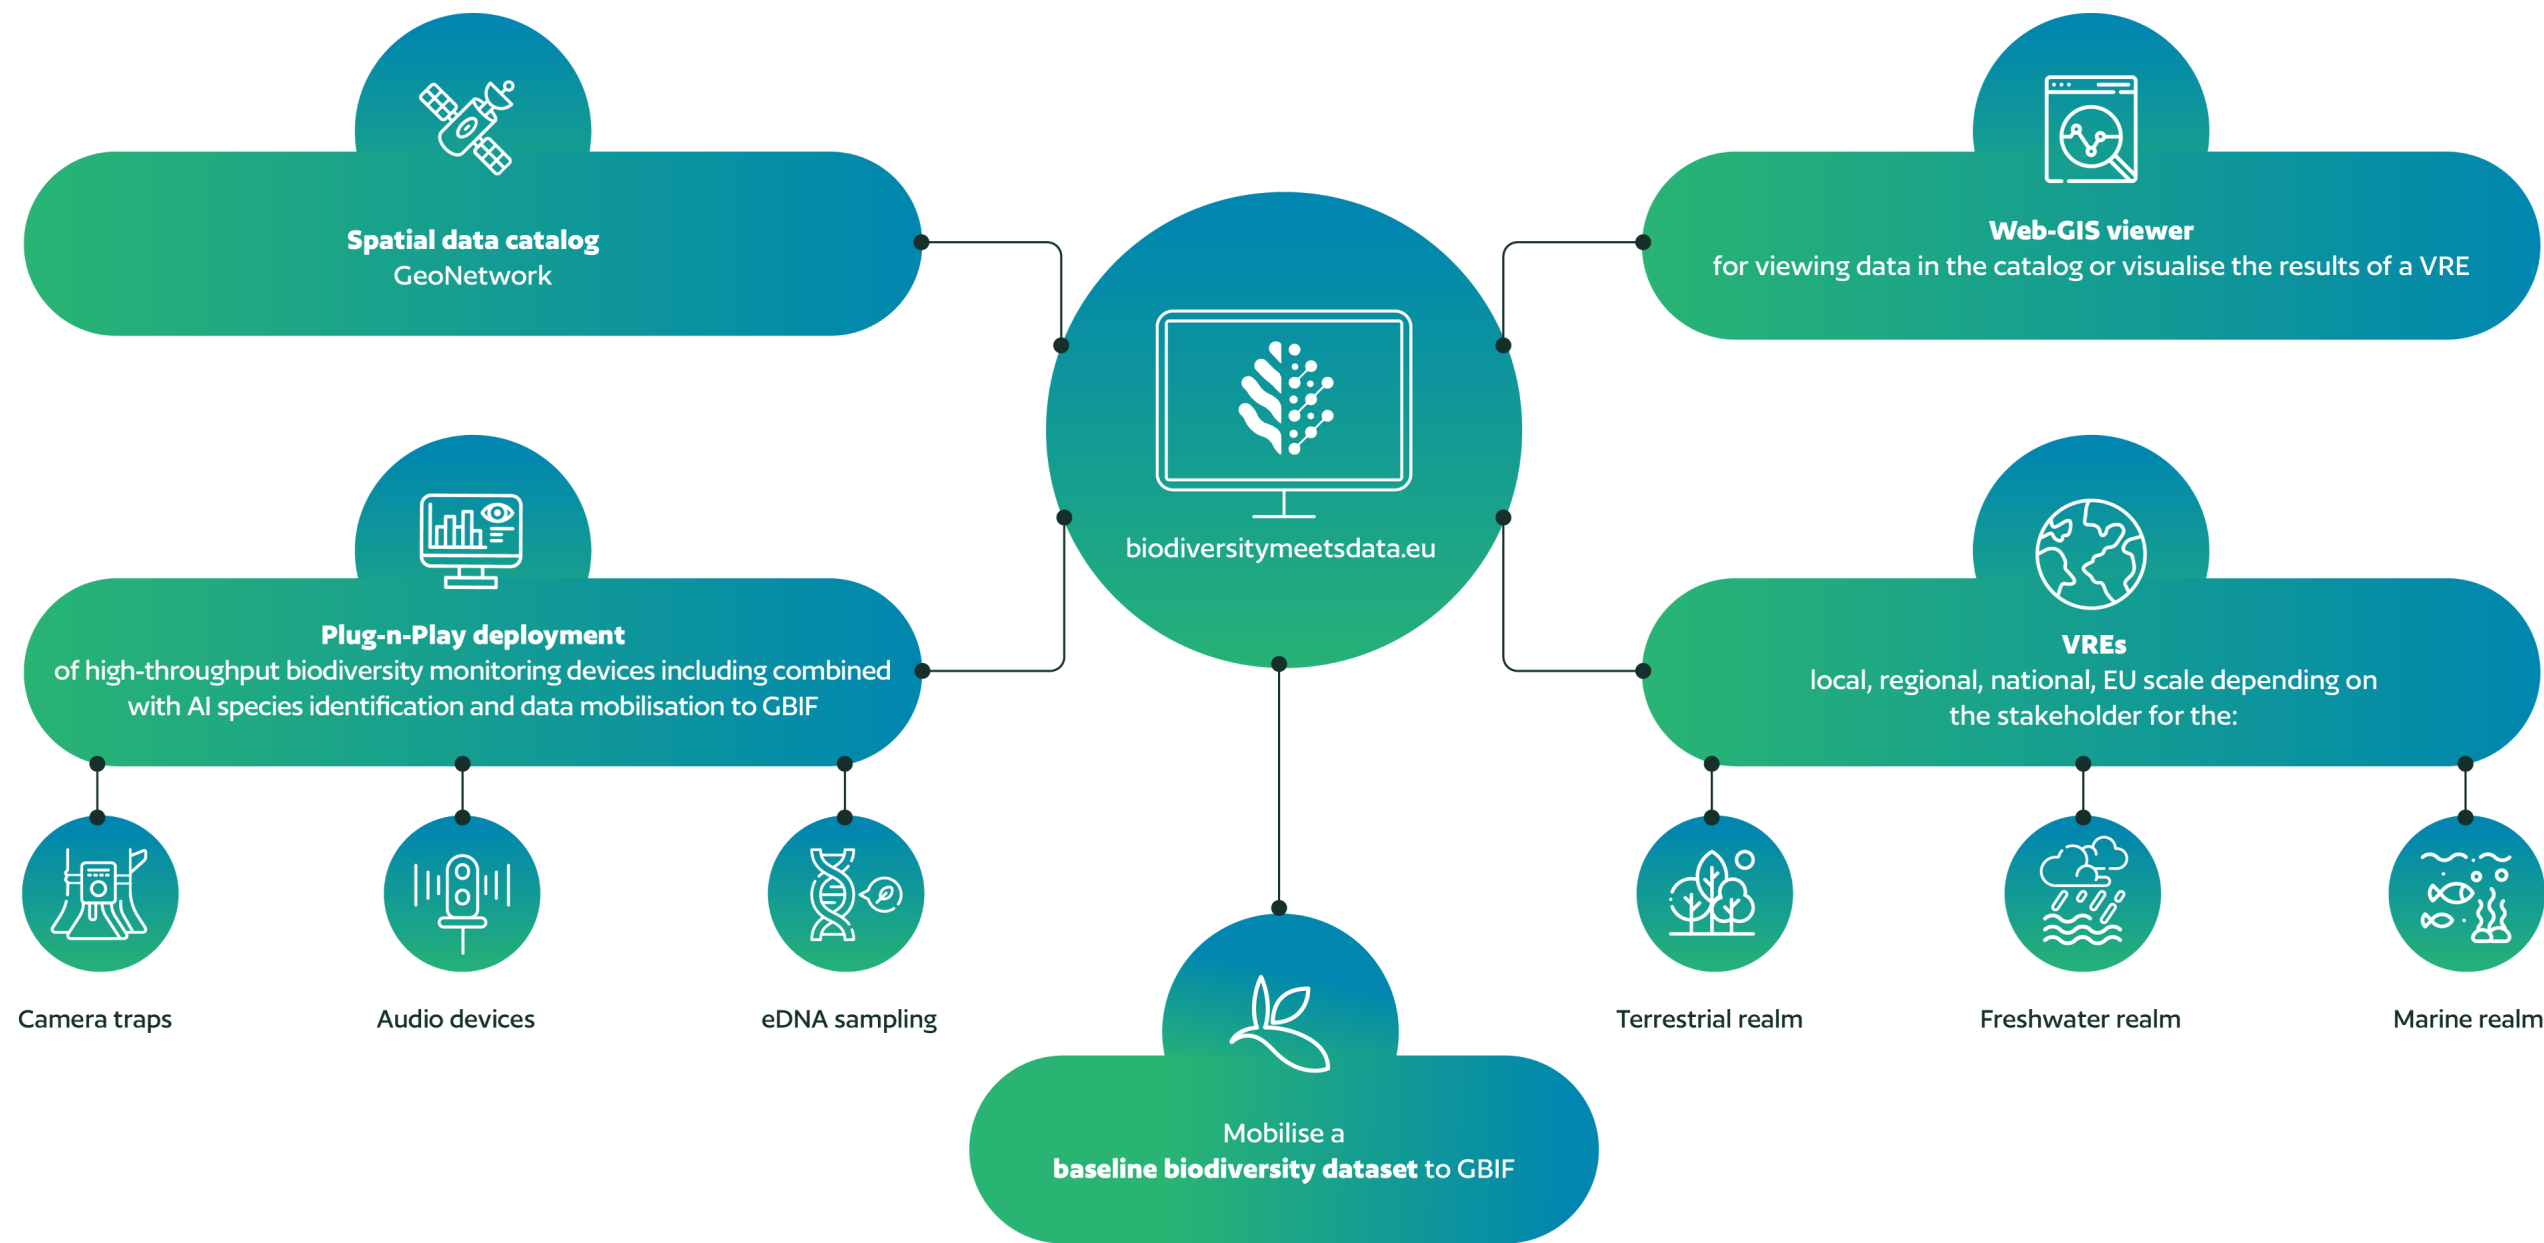 Spatial data catalog
GeoNetwork
Web-GIS viewer
for viewing data in the catalog or visualise the results of a VRE
biodiversitymeetsdata.eu
Plug-n-Play deployment
of high-throughput biodiversity monitoring devices including combined
with AI species identification and data mobilisation to GBIF
VREs
local, regional, national, EU scale depending on
the stakeholder for the:
Camera traps
Audio devices
eDNA sampling
Terrestrial realm
Freshwater realm
Marine realm
Mobilise a
baseline biodiversity dataset to GBIF